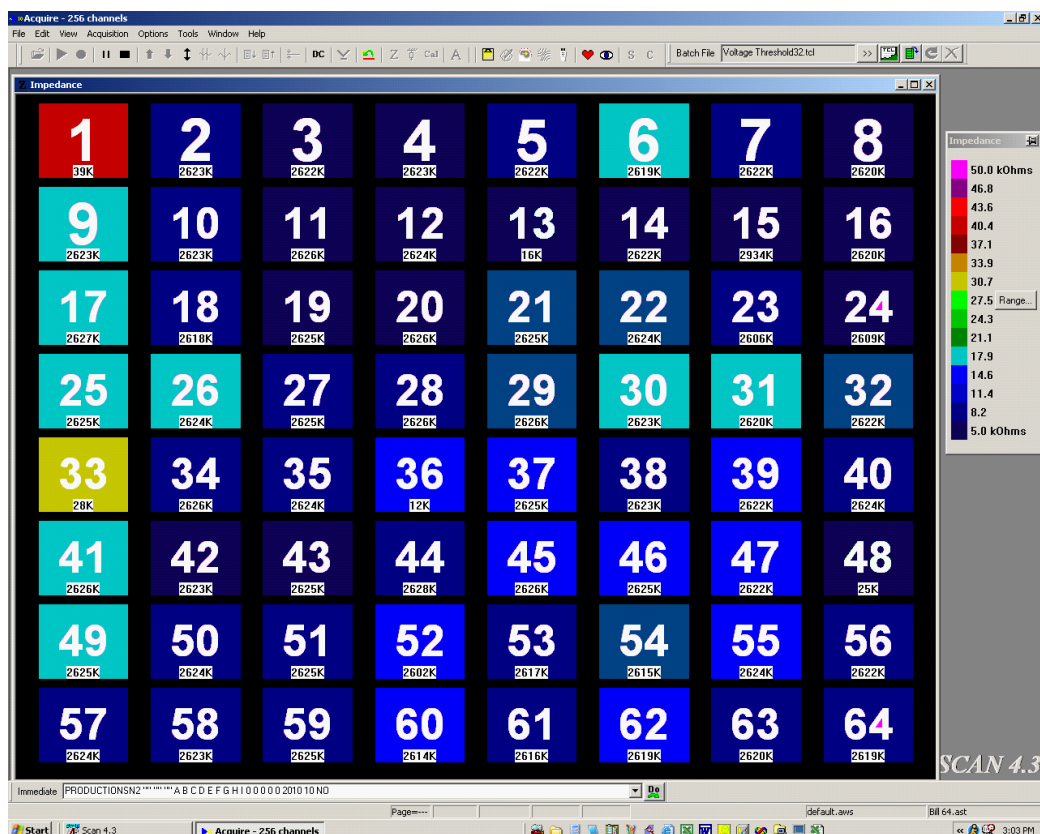 Acquire - 256 channels
File Edit View Acquisition Options Tools Window Help
DC Z Cal A S C Batch File Voltage Threshold32.tcl >> TCL
Z Impedance
1 2 3 4 5 6 7 8
39K 2623K 2622K 2623K 2622K 2619K 2622K 2620K
9 10 11 12 13 14 15 16
2623K 2623K 2626K 2624K 16K 2622K 2934K 2620K
17 18 19 20 21 22 23 24
2627K 2618K 2625K 2626K 2625K 2624K 2606K 2609K
25 26 27 28 29 30 31 32
2625K 2624K 2625K 2626K 2626K 2623K 2620K 2622K
33 34 35 36 37 38 39 40
28K 2626K 2624K 12K 2625K 2623K 2622K 2624K
41 42 43 44 45 46 47 48
2626K 2623K 2625K 2628K 2626K 2625K 2622K 25K
49 50 51 52 53 54 55 56
2625K 2624K 2625K 2602K 2617K 2615K 2624K 2622K
57 58 59 60 61 62 63 64
2624K 2623K 2625K 2614K 2616K 2619K 2620K 2619K
Impedance
50.0 kOhms
46.8
43.6
40.4
37.1
33.9
30.7
27.5 Range...
24.3
21.1
17.9
14.6
11.4
8.2
5.0 kOhms
SCAN 4.3
Immediate PRODUCTIONSN2 "" "" "" "" A B C D E F G H I 0 0 0 0 0 2010 10 NO Do
Page=--- default.aws Bill 64.ast
Start Scan 4.3 Acquire - 256 channels « 3:03 PM